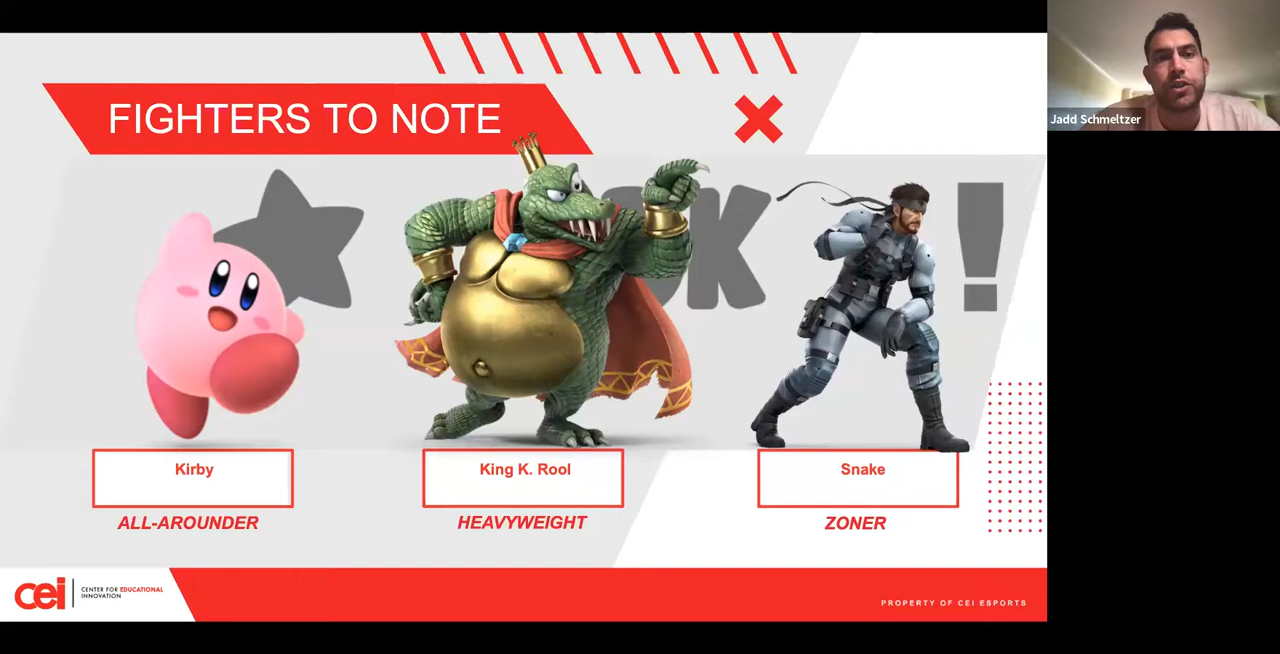 FIGHTERS TO NOTE
K
!
Jadd Schmeltzer
Kirby
King K. Rool
Snake
ALL-AROUNDER
HEAVYWEIGHT
ZONER
cei
CENTER FOR EDUCATIONAL
INNOVATION
PROPERTY OF CEI ESPORTS